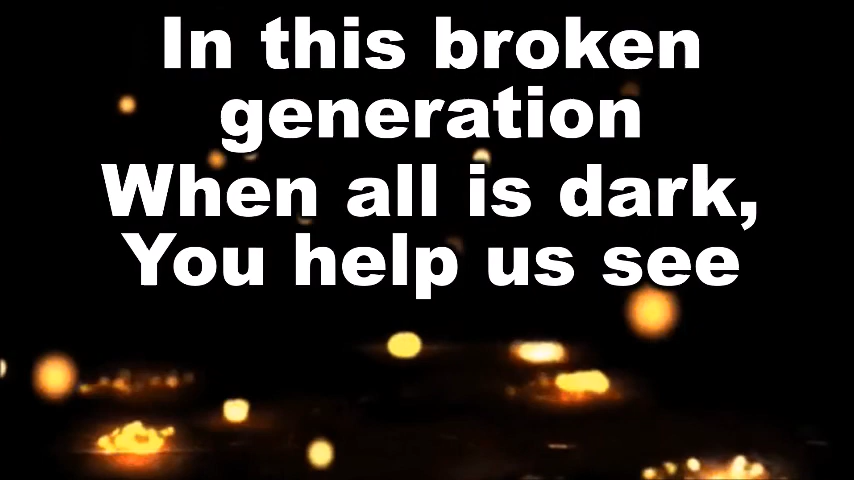 In this broken
generation
When all is dark,
You help us see